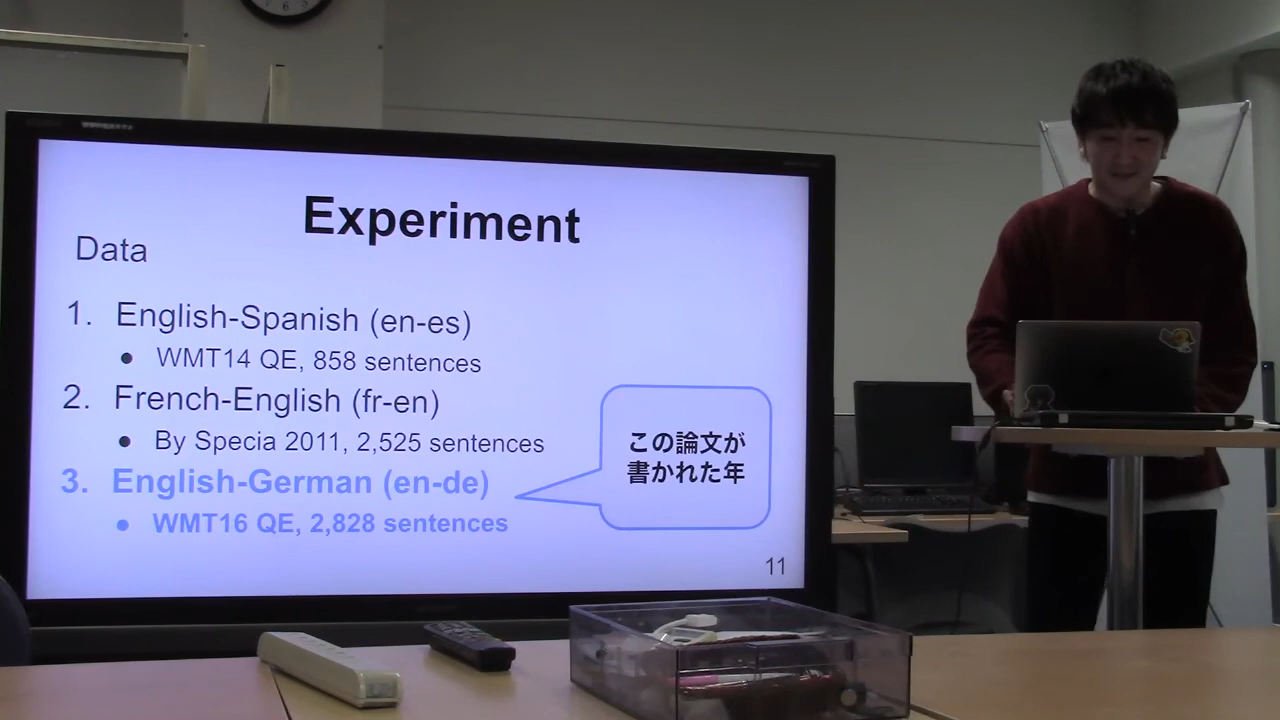 Experiment
Data
1. English-Spanish (en-es)
● WMT14 QE, 858 sentences
2. French-English (fr-en)
● By Specia 2011, 2,525 sentences
3. English-German (en-de)
● WMT16 QE, 2,828 sentences
この論文が
書かれた年
11